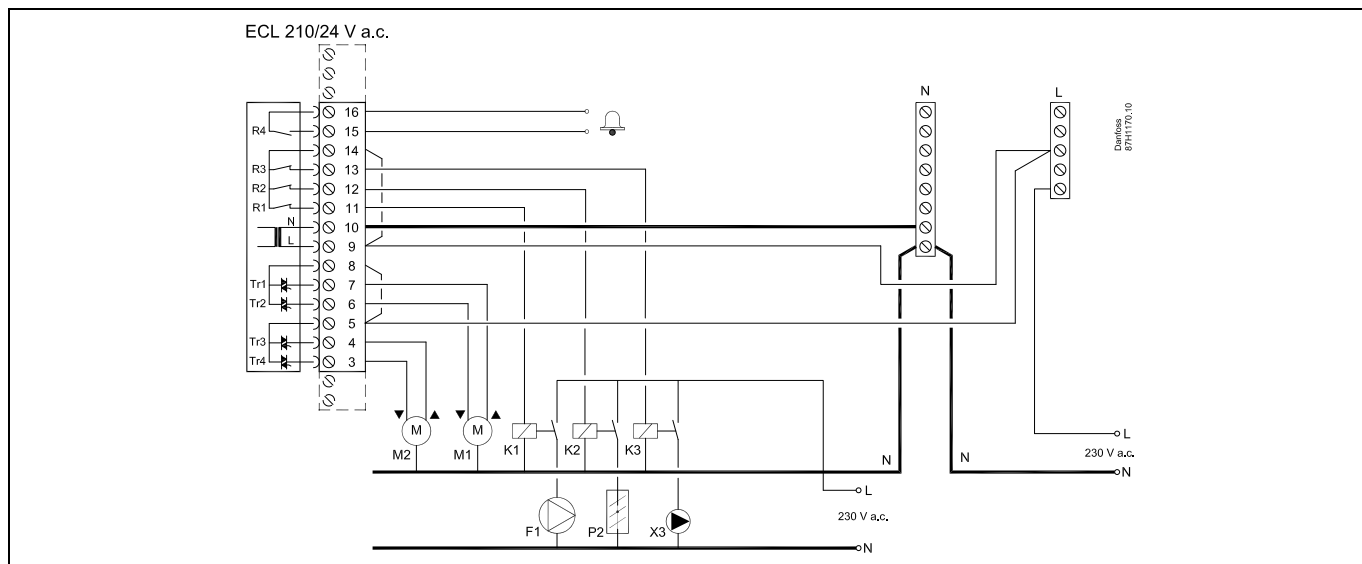 ECL 210/24 V a.c.
N
L
Danfoss
87H1170.10
16
R4
15
14
R3
13
R2
12
R1
11
N
10
L
9
8
Tr1
7
Tr2
6
5
Tr3
4
Tr4
3
M
M
M2
M1
K1
K2
K3
N
N
L
230 V a.c.
N
L
230 V a.c.
F1
P2
X3
N